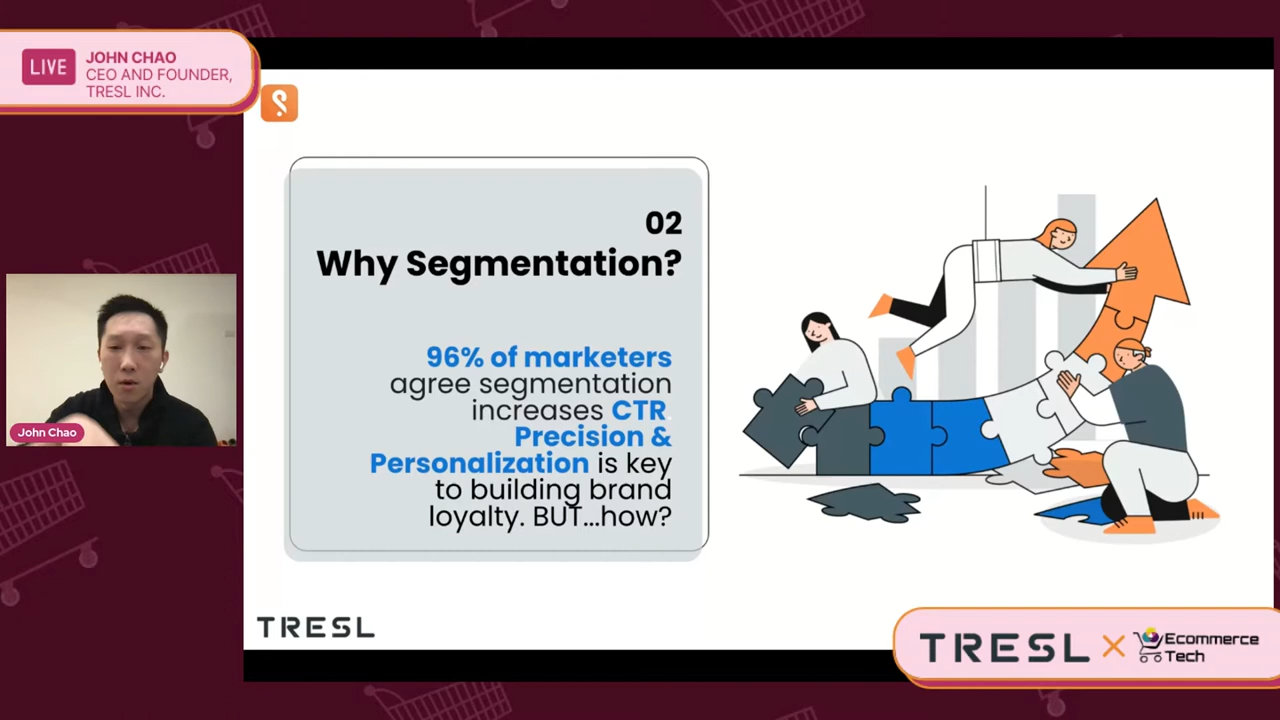 LIVE
JOHN CHAO
CEO AND FOUNDER,
TRESL INC.
02
Why Segmentation?
96% of marketers
agree segmentation
increases CTR
Precision &
Personalization is key
to building brand
loyalty. BUT...how?
John Chao
TRESL
TRESL X Ecommerce
Tech